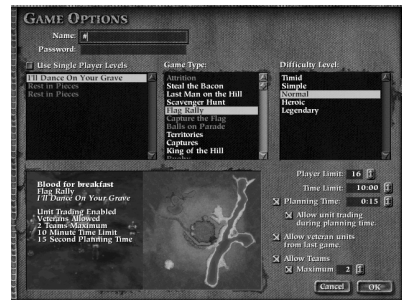 GAME OPTIONS
Name: #
Password:
Use Single Player Levels
I'll Dance On Your Grave
Rest in Pieces
Rest in Pieces
Game Type:
Attrition
Steal the Bacon
Last Man on the Hill
Scavenger Hunt
Flag Rally
Capture the Flag
Balls on Parade
Territories
Captures
King of the Hill
Difficulty Level:
Timid
Simple
Normal
Heroic
Legendary
Blood for breakfast
Flag Rally
I'll Dance On Your Grave
Unit Trading Enabled
Veterans Allowed
2 Teams Maximum
10 Minute Time Limit
15 Second Planning Time
Player Limit: 16
Time Limit: 10:00
Planning Time: 0:15
Allow unit trading
during planning time.
Allow veteran units
from last game.
Allow Teams
Maximum 2
Cancel OK